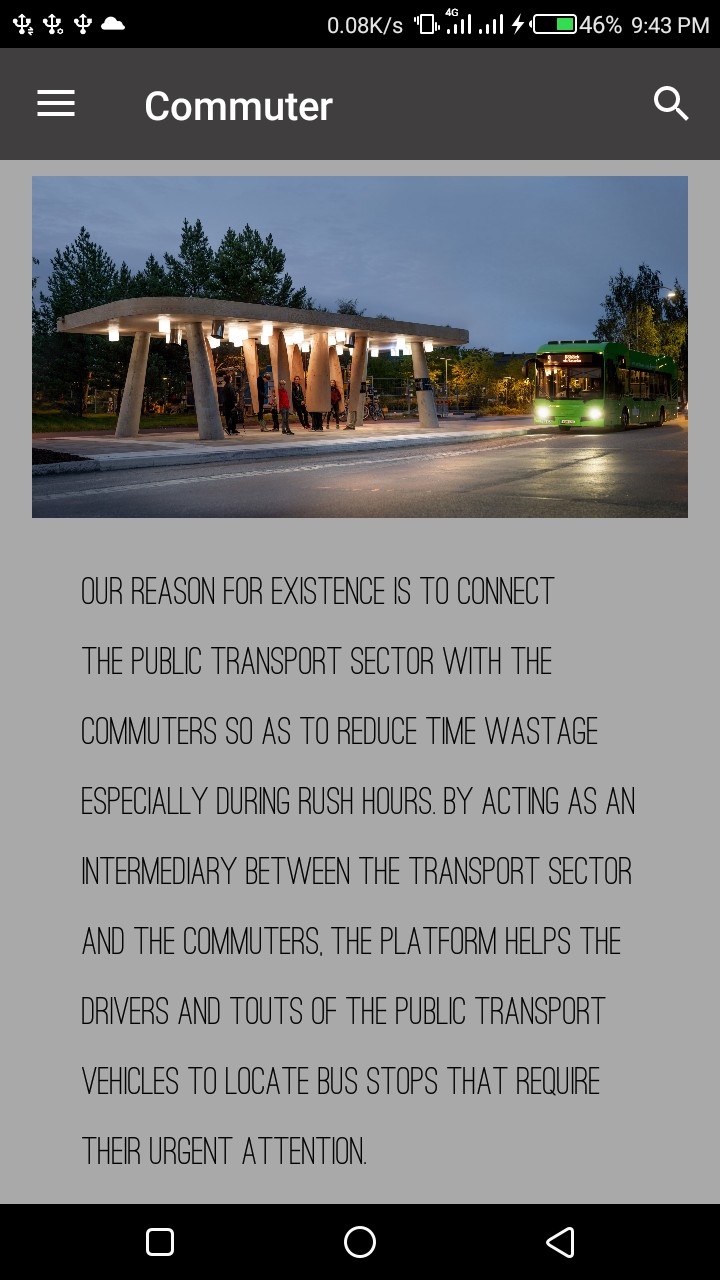 0.08K/s 4G 46% 9:43 PM
Commuter
OUR REASON FOR EXISTENCE IS TO CONNECT
THE PUBLIC TRANSPORT SECTOR WITH THE
COMMUTERS SO AS TO REDUCE TIME WASTAGE
ESPECIALLY DURING RUSH HOURS. BY ACTING AS AN
INTERMEDIARY BETWEEN THE TRANSPORT SECTOR
AND THE COMMUTERS, THE PLATFORM HELPS THE
DRIVERS AND TOUTS OF THE PUBLIC TRANSPORT
VEHICLES TO LOCATE BUS STOPS THAT REQUIRE
THEIR URGENT ATTENTION.